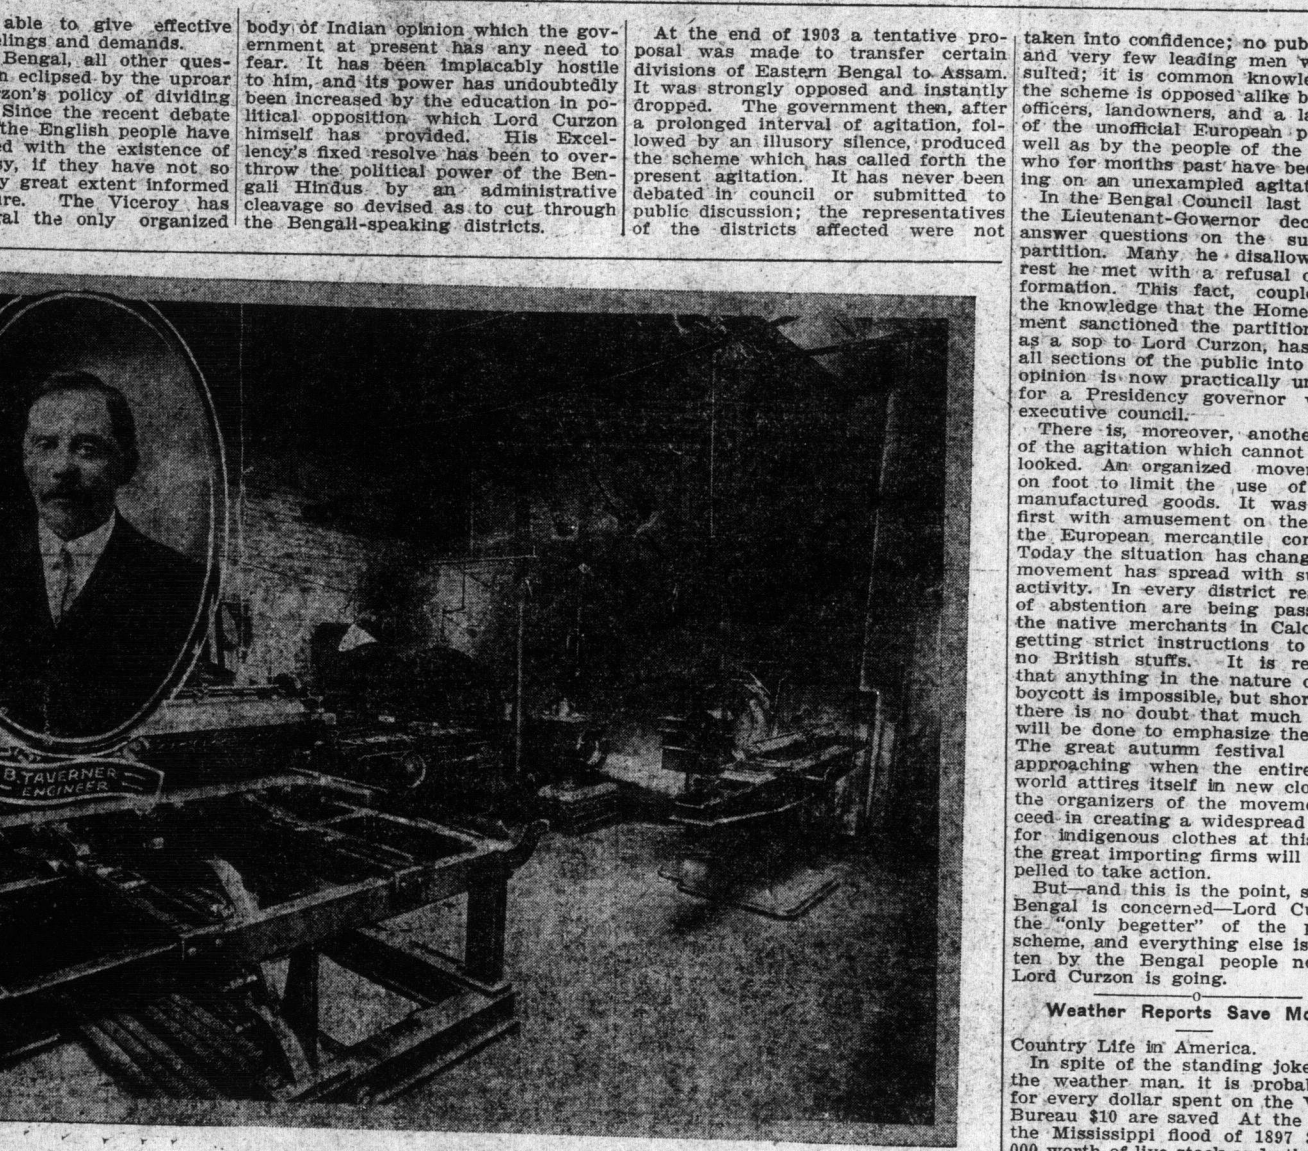 able to give effective
elings and demands.
Bengal, all other ques-
n eclipsed by the uproar
rzon's policy of dividing
Since the recent debate
the English people have
ed with the existence of
sy, if they have not so
y great extent informed
ure. The Viceroy has
gal the only organized
body of Indian opinion which the gov-
ernment at present has any need to
fear. It has been implacably hostile
to him, and its power has undoubtedly
been increased by the education in po-
litical opposition which Lord Curzon
himself has provided. His Excel-
lency's fixed resolve has been to over-
throw the political power of the Ben-
gali Hindus by an administrative
cleavage so devised as to cut through
the Bengali-speaking districts.
At the end of 1903 a tentative pro-
posal was made to transfer certain
divisions of Eastern Bengal to Assam.
It was strongly opposed and instantly
dropped. The government then, after
a prolonged interval of agitation, fol-
lowed by an illusory silence, produced
the scheme which has called forth the
present agitation. It has never been
debated in council or submitted to
public discussion; the representatives
of the districts affected were not
taken into confidence; no pub
and very few leading men w
sulted; it is common knowle
the scheme is opposed alike b
officers, landowners, and a la
of the unofficial European p
well as by the people of the
who for months past have bee
ing on an unexampled agitat
In the Bengal Council last
the Lieutenant-Governor dec
answer questions on the su
partition. Many he disallow
rest he met with a refusal o
formation. This fact, couple
the knowledge that the Home
ment sanctioned the partition
as a sop to Lord Curzon, has
all sections of the public into
opinion is now practically un
for a Presidency governor w
executive council.
There is, moreover, anothe
of the agitation which cannot
looked. An organized movem
on foot to limit the use of
manufactured goods. It was
first with amusement on the
the European mercantile com
Today the situation has chang
movement has spread with su
activity. In every district re
of abstention are being pass
the native merchants in Calc
getting strict instructions to
no British stuffs. It is re
that anything in the nature o
boycott is impossible, but shor
there is no doubt that much
will be done to emphasize the
The great autumn festival
approaching when the entire
world attires itself in new clo
the organizers of the moveme
ceed in creating a widespread
for indigenous clothes at this
the great importing firms will
pelled to take action.
But—and this is the point, s
Bengal is concerned—Lord Cu
the "only begetter" of the p
scheme, and everything else is
ten by the Bengal people ne
Lord Curzon is going.
Weather Reports Save Mo
Country Life in America.
In spite of the standing joke
the weather man. it is probal
for every dollar spent on the W
Bureau $10 are saved At the
the Mississippi flood of 1897
000 worth of live stock
B. TAVERNER
ENGINEER